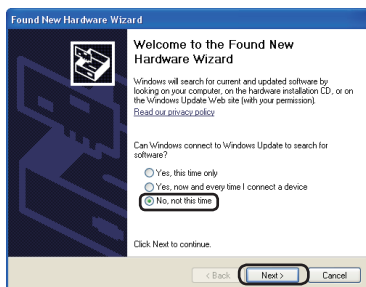 Found New Hardware Wizard
Welcome to the Found New
Hardware Wizard
Windows will search for current and updated software by
looking on your computer, on the hardware installation CD, or on
the Windows Update Web site (with your permission).
Read our privacy policy
Can Windows connect to Windows Update to search for
software?
Yes, this time only
Yes, now and every time I connect a device
No, not this time
Click Next to continue.
< Back
Next >
Cancel